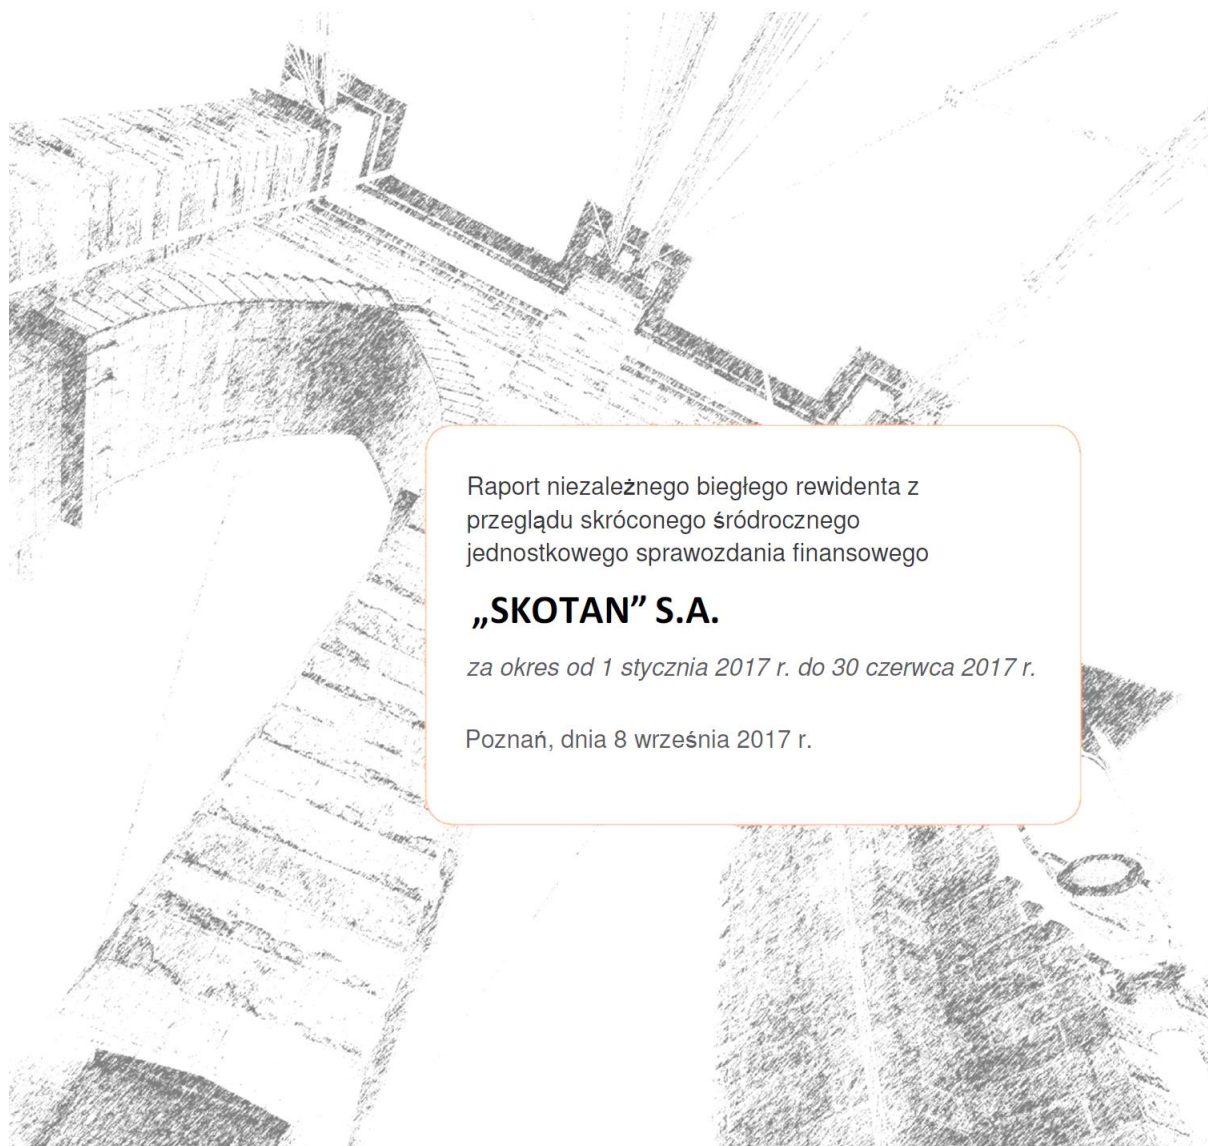 Raport niezależnego biegłego rewidenta z
przeglądu skróconego śródrocznego
jednostkowego sprawozdania finansowego
„SKOTAN” S.A.
za okres od 1 stycznia 2017 r. do 30 czerwca 2017 r.
Poznań, dnia 8 września 2017 r.